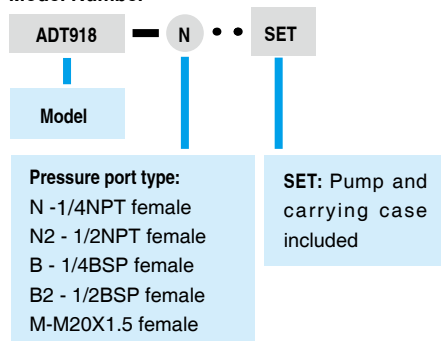 ADT918 — N • • SET
Model
Pressure port type:
N -1/4NPT female
N2 - 1/2NPT female
B - 1/4BSP female
B2 - 1/2BSP female
M-M20X1.5 female
SET: Pump and
carrying case
included